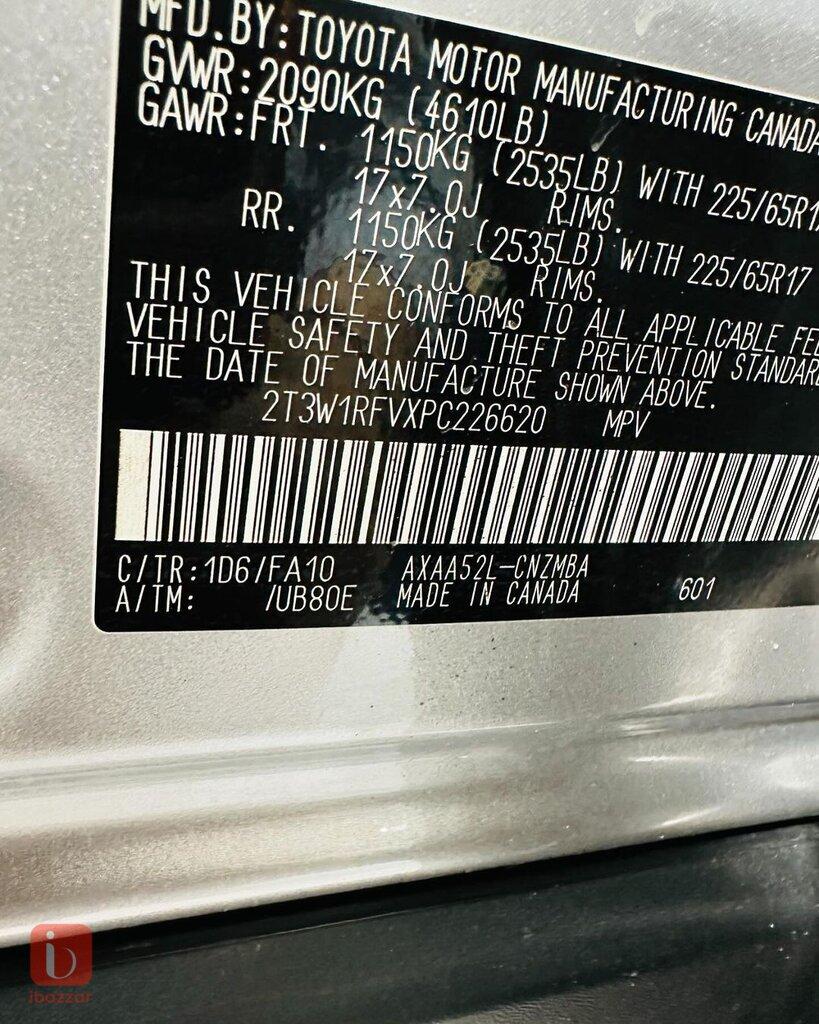 MFD.BY:TOYOTA MOTOR MANUFACTURING CANADA
GVWR:2090KG (4610LB)
GAWR:FRT. 1150KG (2535LB) WITH 225/65R17
17x7.0J RIMS.
RR. 1150KG (2535LB) WITH 225/65R17
17x7.0J RIMS.
THIS VEHICLE CONFORMS TO ALL APPLICABLE FE
VEHICLE SAFETY AND THEFT PREVENTION STANDAR
THE DATE OF MANUFACTURE SHOWN ABOVE.
2T3W1RFVXPC226620 MPV
C/TR:1D6/FA10 AXAA52L-CNZMBA
A/TM: /UB80E MADE IN CANADA 601
ibazzar